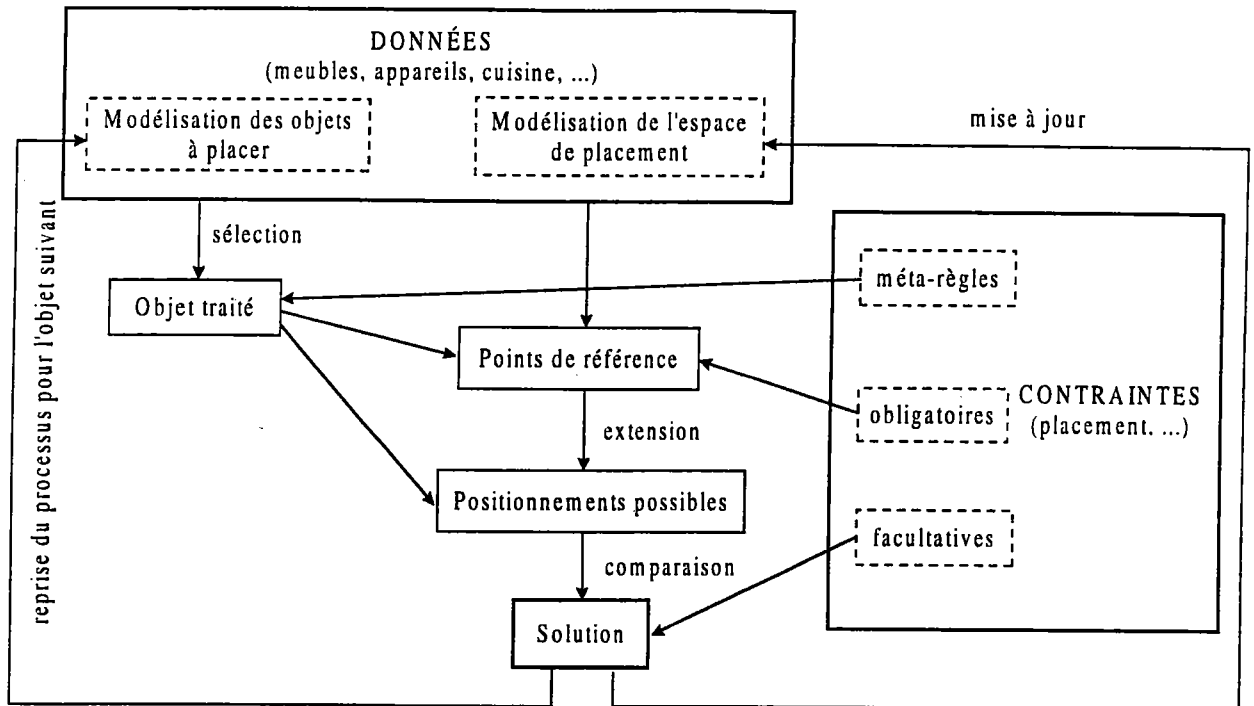 DONNÉES
(meubles, appareils, cuisine, ...)
Modélisation des objets
à placer
Modélisation de l'espace
de placement
mise à jour
reprise du processus pour l'objet suivant
sélection
méta-règles
Objet traité
Points de référence
obligatoires
CONTRAINTES
(placement. ...)
extension
Positionnements possibles
facultatives
comparaison
Solution